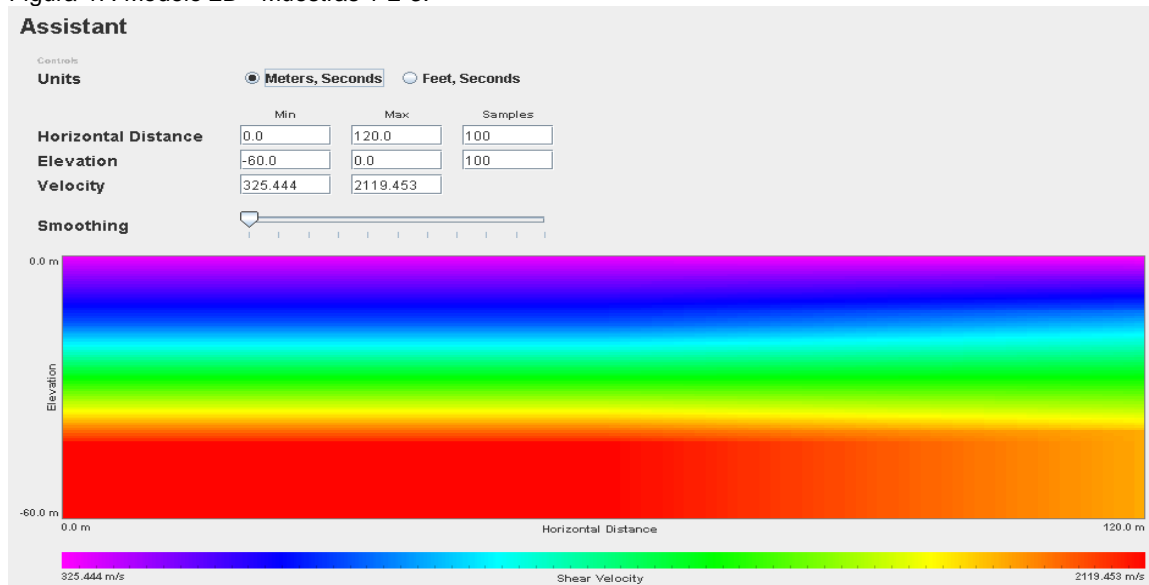 Figura Modelo 2D - Muestras 1-2-3.
Assistant
Controls
Units Meters, Seconds Feet, Seconds
Min Max Samples
Horizontal Distance 0.0 120.0 100
Elevation -60.0 0.0 100
Velocity 325.444 2119.453
Smoothing
0.0 m
Elevation
-60.0 m
0.0 m Horizontal Distance 120.0 m
325.444 m/s Shear Velocity 2119.453 m/s